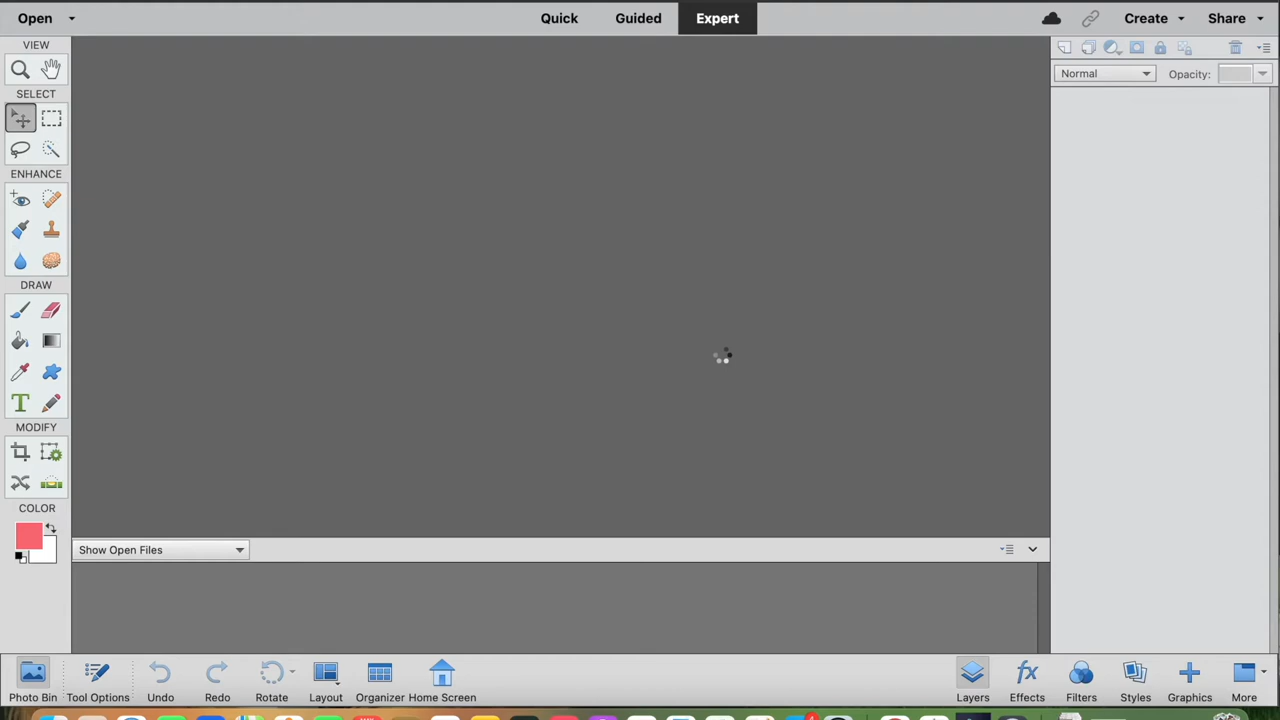 Open Quick Guided Expert Create Share
VIEW
SELECT
ENHANCE
DRAW
T
MODIFY
COLOR
Normal Opacity:
Show Open Files
Photo Bin Tool Options Undo Redo Rotate Layout Organizer Home Screen Layers fx Effects Filters Styles Graphics More